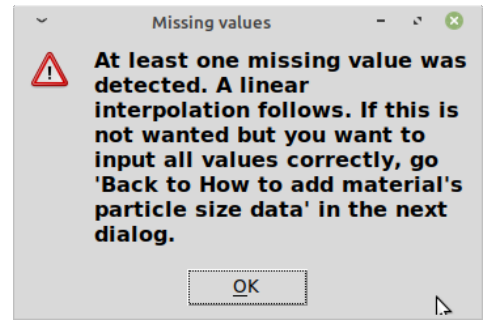 Missing values
At least one missing value was
detected. A linear
interpolation follows. If this is
not wanted but you want to
input all values correctly, go
'Back to How to add material's
particle size data' in the next
dialog.
OK